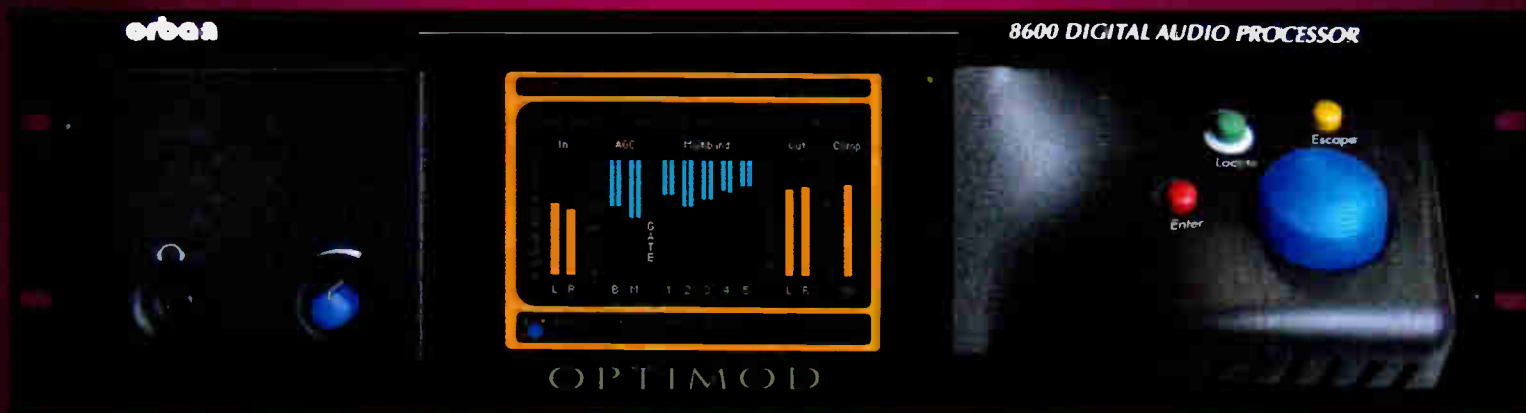 orban
8600 DIGITAL AUDIO PROCESSOR
In AGC Multiband Out Comp
GATE
L R B M 1 2 3 4 5 L R
Escape
Locate
Enter
OPTIMOD